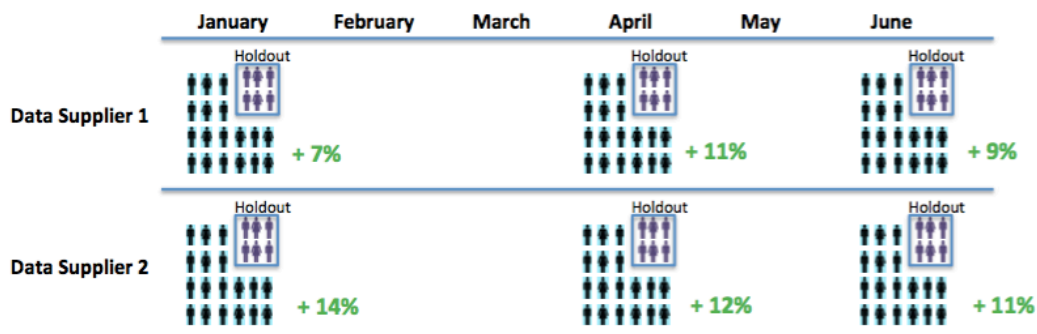 January February March April May June
Holdout Holdout Holdout
Data Supplier 1
+ 7% + 11% + 9%
Holdout Holdout Holdout
Data Supplier 2
+ 14% + 12% + 11%